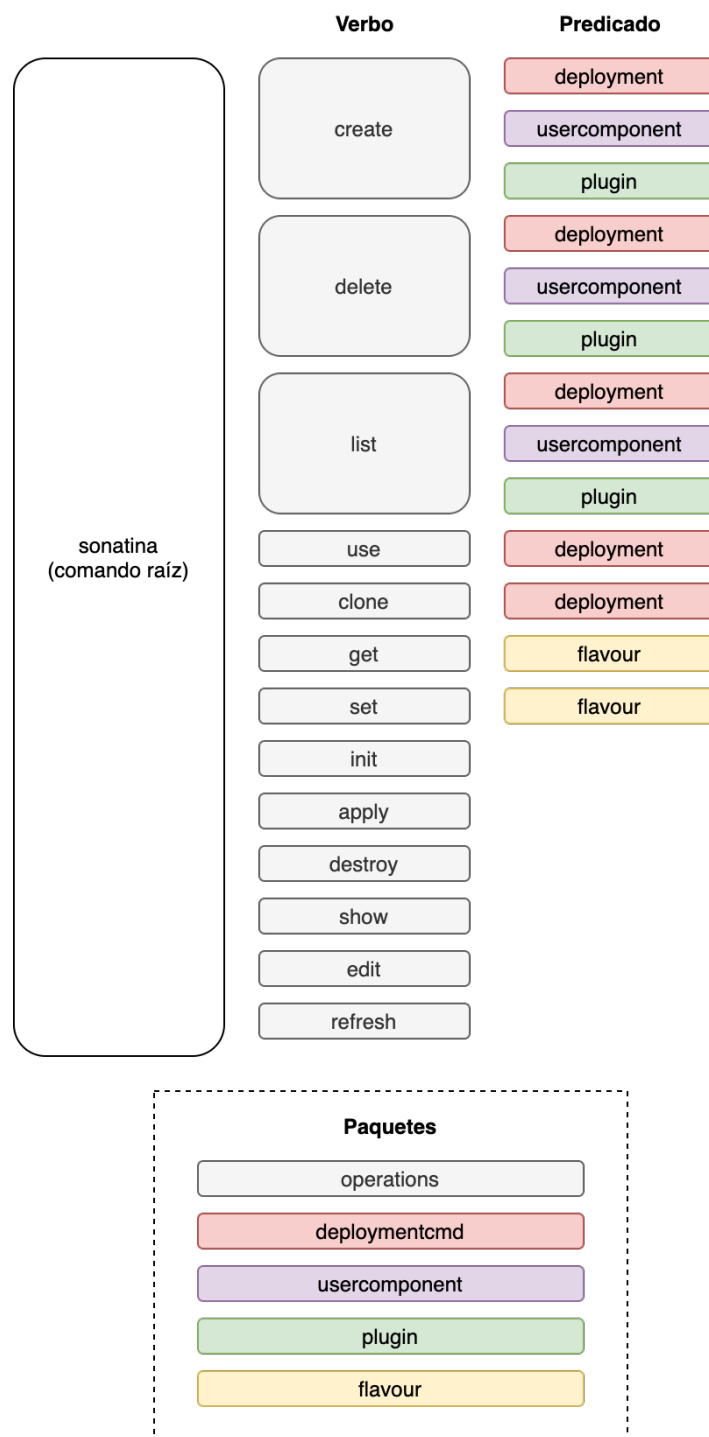 Verbo
Predicado
sonatina
(comando raíz)
create
deployment
usercomponent
plugin
delete
deployment
usercomponent
plugin
list
deployment
usercomponent
plugin
use
deployment
clone
deployment
get
flavour
set
flavour
init
apply
destroy
show
edit
refresh
Paquetes
operations
deploymentcmd
usercomponent
plugin
flavour